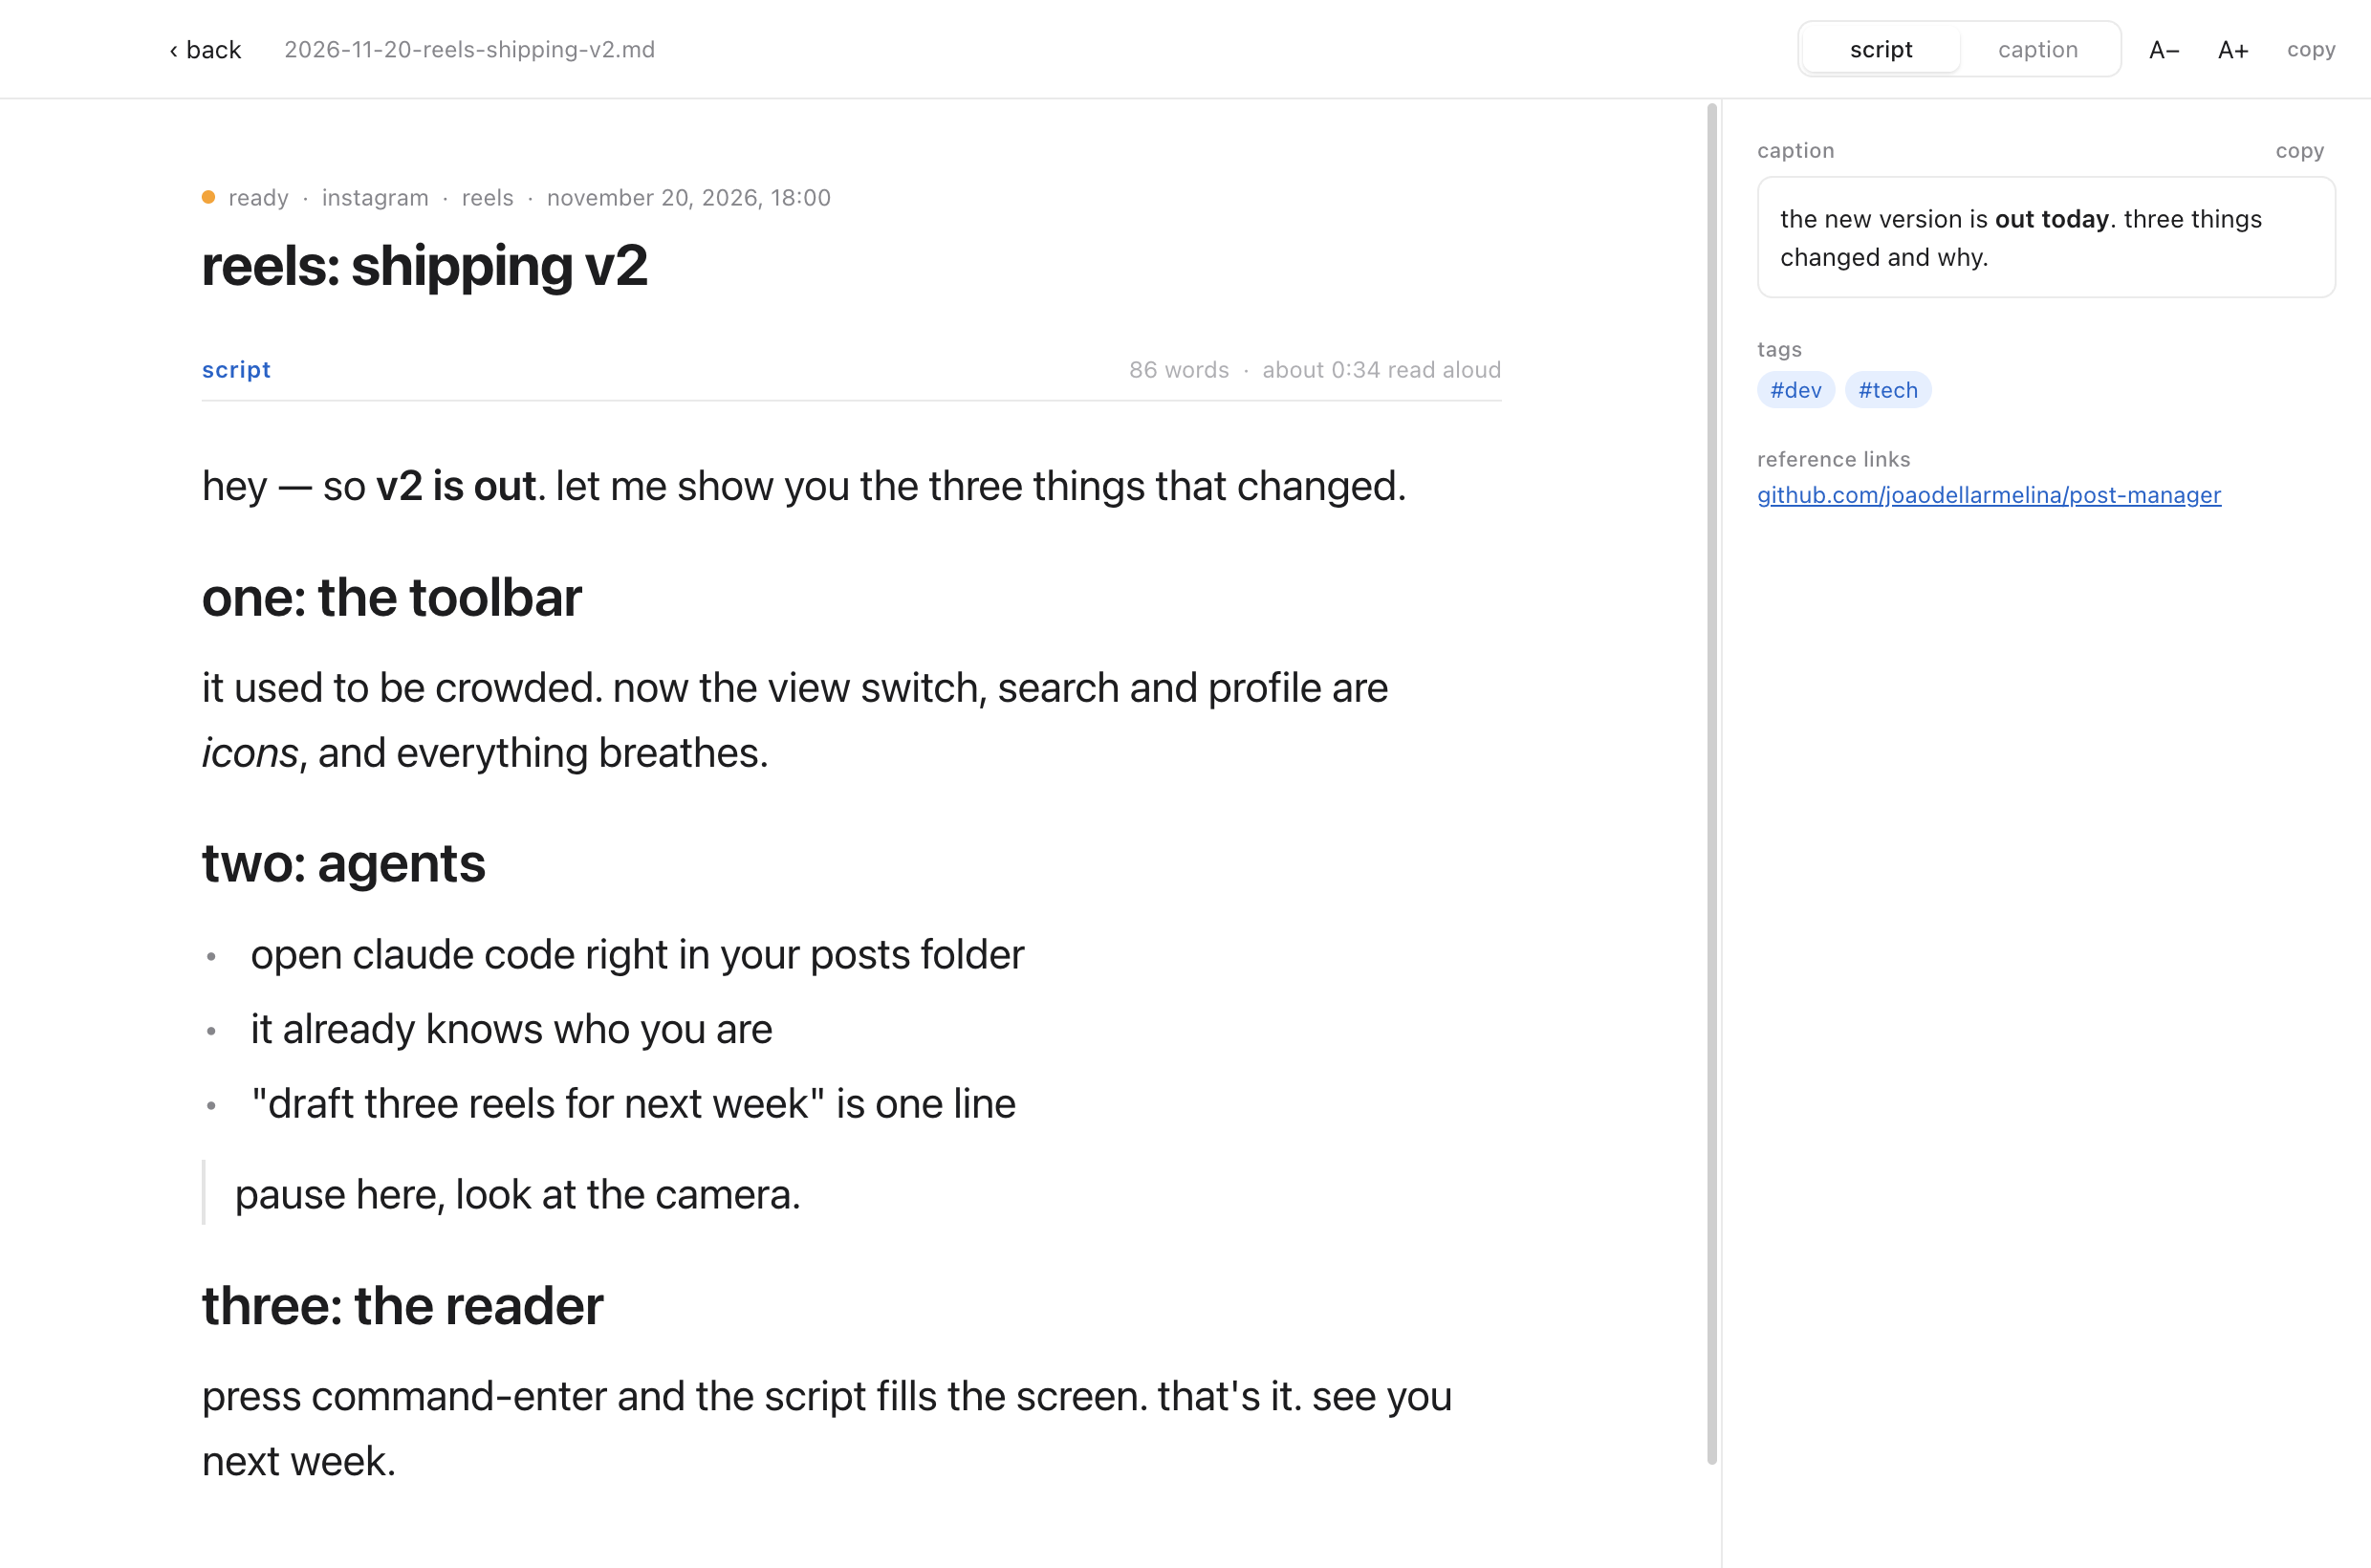 ‹ back
2026-11-20-reels-shipping-v2.md
script
caption
A–
A+
copy
ready · instagram · reels · november 20, 2026, 18:00
reels: shipping v2
script
86 words · about 0:34 read aloud
hey — so v2 is out. let me show you the three things that changed.
one: the toolbar
it used to be crowded. now the view switch, search and profile are
icons, and everything breathes.
two: agents
• open claude code right in your posts folder
• it already knows who you are
• "draft three reels for next week" is one line
pause here, look at the camera.
three: the reader
press command-enter and the script fills the screen. that's it. see you
next week.
caption
copy
the new version is out today. three things
changed and why.
tags
#dev
#tech
reference links
github.com/joaodellarmelina/post-manager